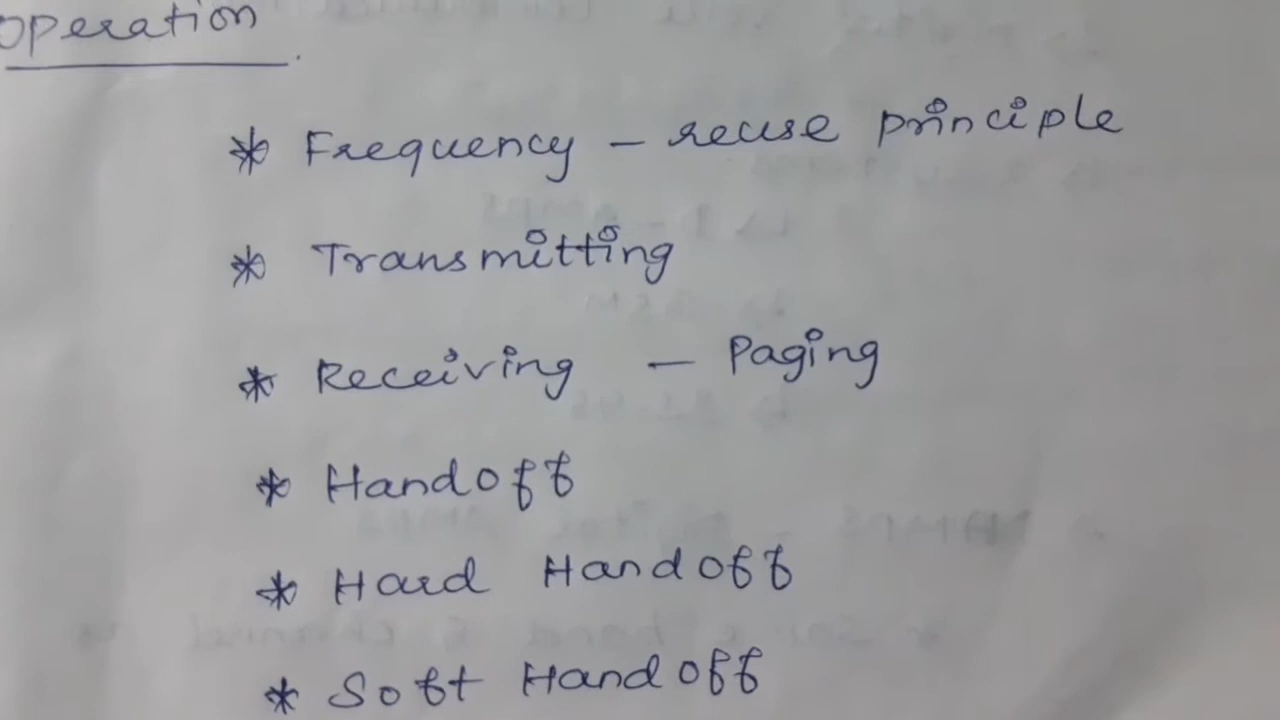 operation
* Frequency - reuse principle
* Transmitting
* Receiving - Paging
* Handoff
* Hard Handoff
* Soft Handoff